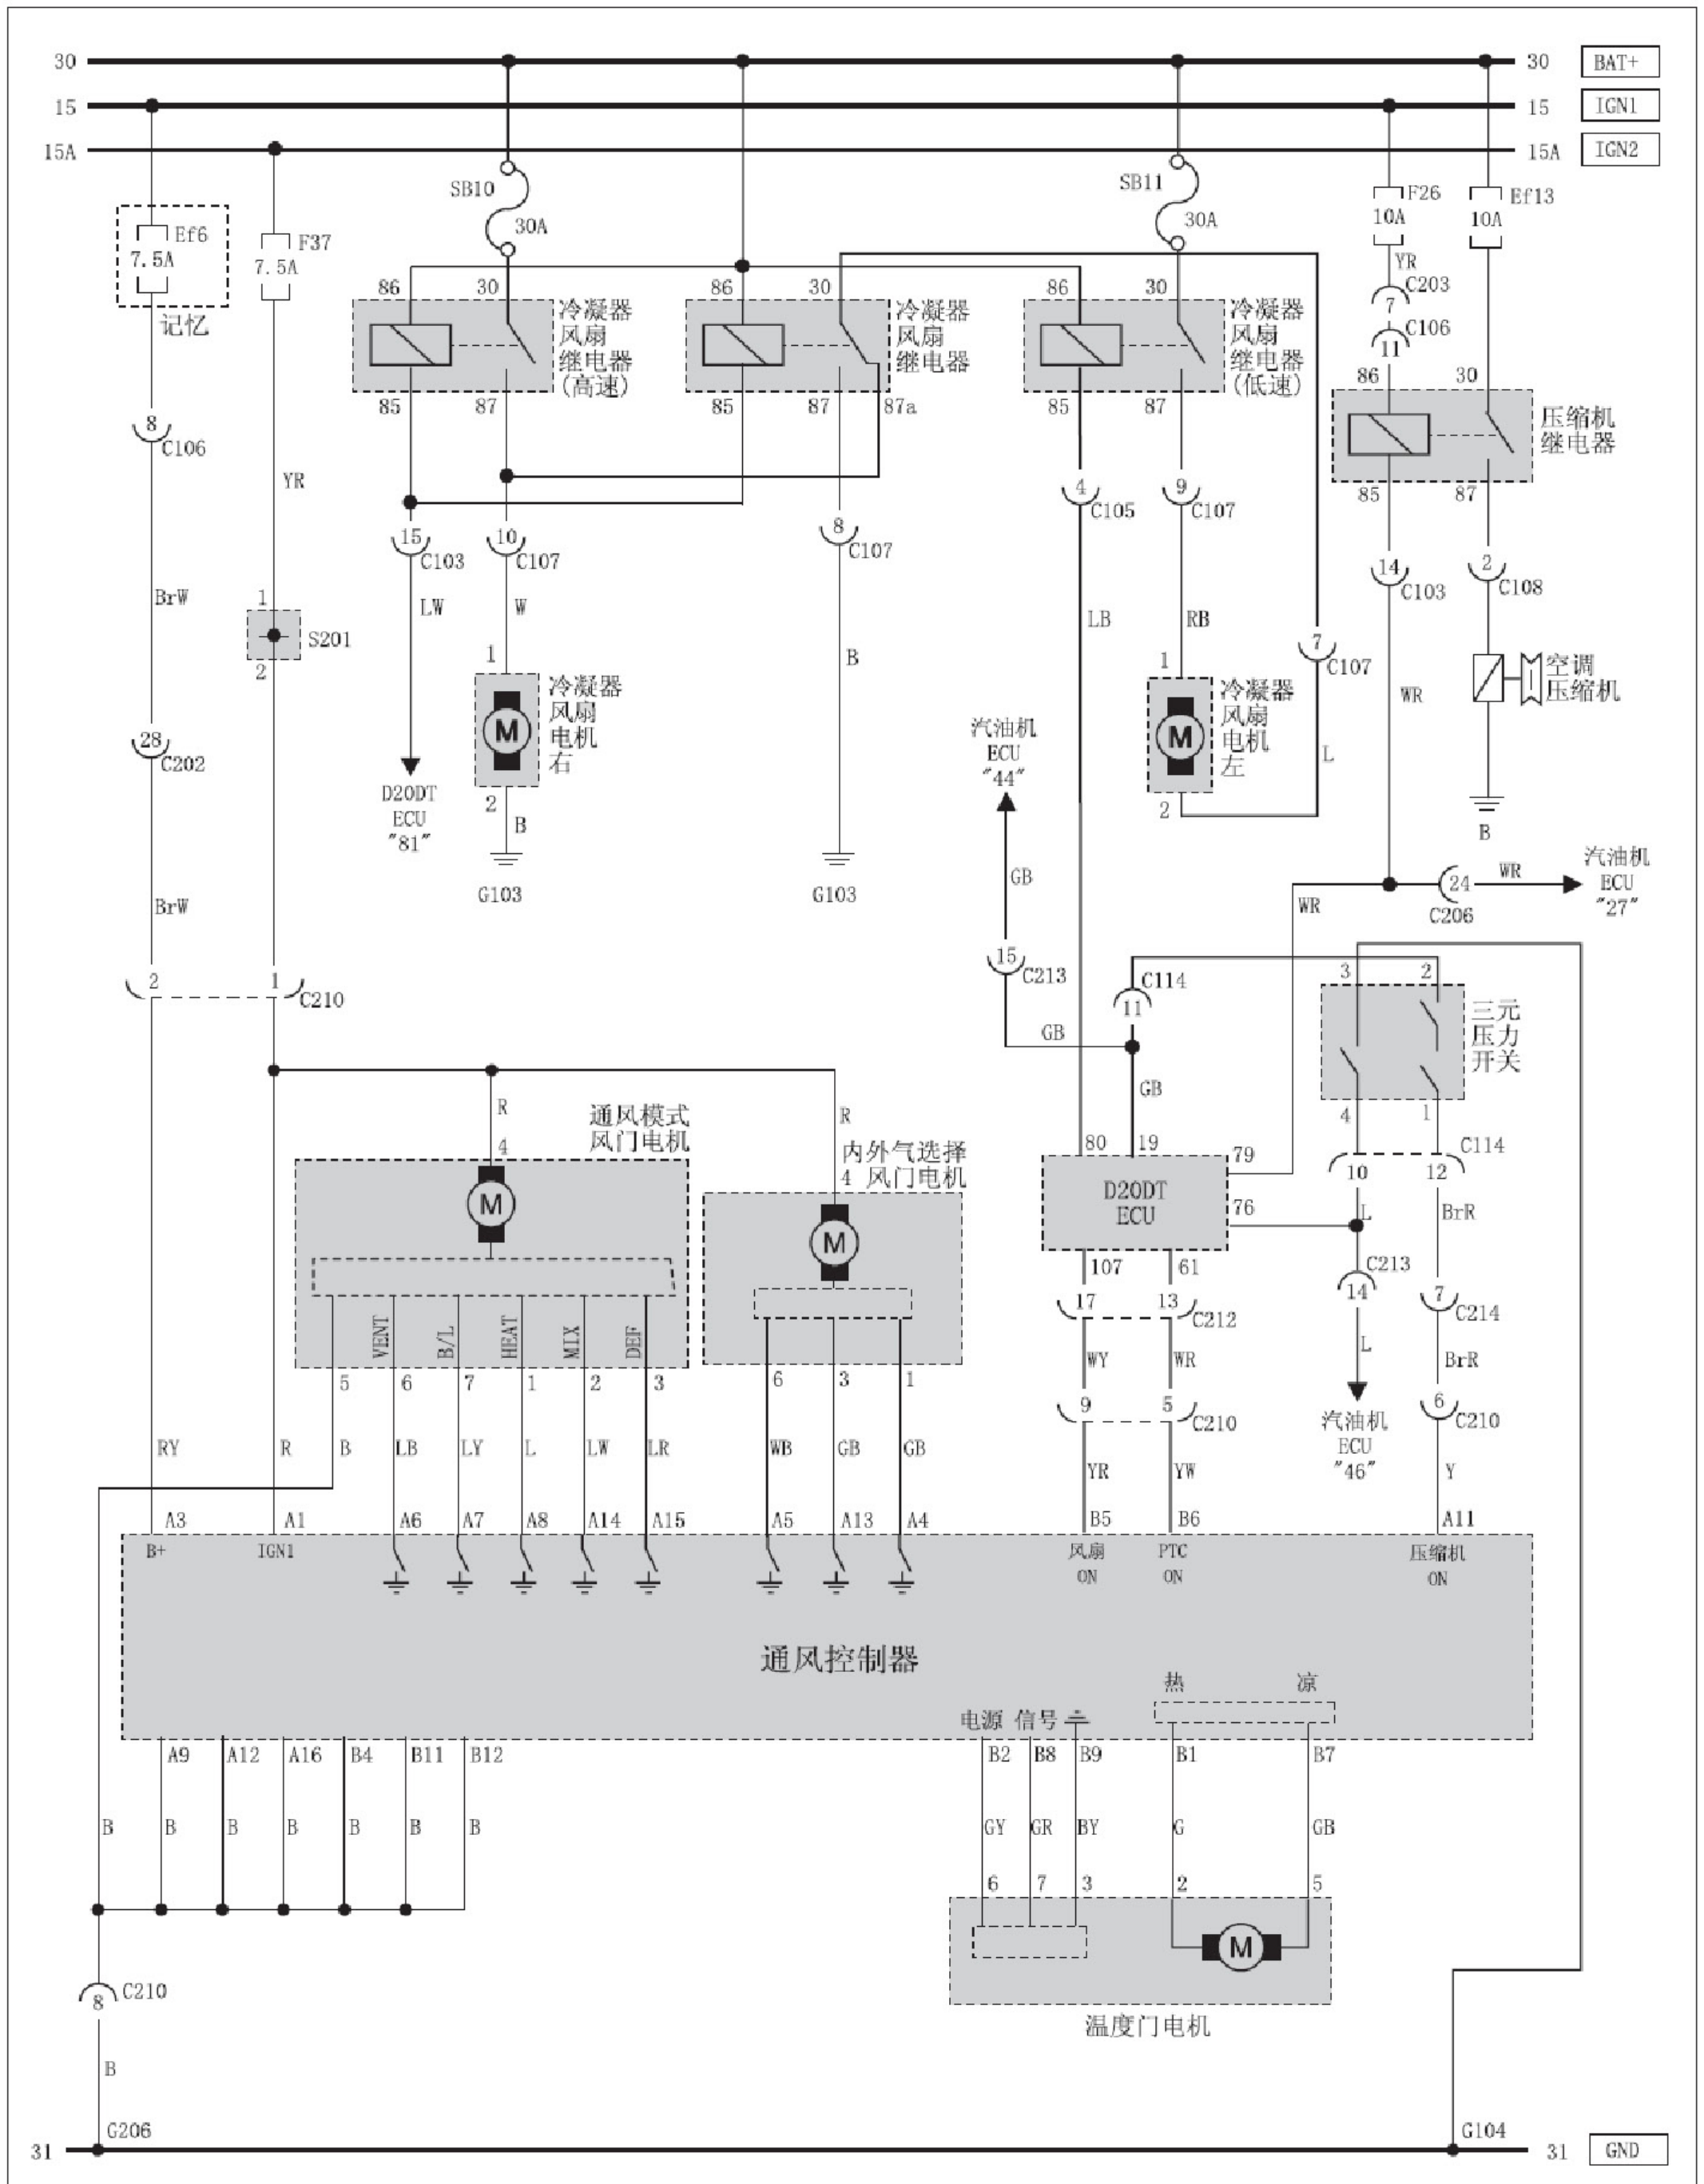 30
30
BAT+
15
15
IGN1
15A
15A
IGN2
SB10
30A
SB11
30A
F26
10A
Ef13
10A
Ef6
7.5A
记忆
F37
7.5A
YR
C203
7
C106
11
86
30
冷凝器
风扇
继电器
(高速)
85
87
86
30
冷凝器
风扇
继电器
85
87
87a
86
30
冷凝器
风扇
继电器
(低速)
85
87
86
30
压缩机
继电器
85
87
8
C106
YR
4
C105
9
C107
15
C103
10
C107
8
C107
14
C103
2
C108
BrW
1
S201
2
LW
W
B
LB
RB
7
C107
WR
空调
压缩机
1
冷凝器
风扇
电机
右
2
B
G103
G103
D20DT
ECU
"81"
28
C202
1
冷凝器
风扇
电机
左
2
L
B
汽油机
ECU
"44"
GB
15
C213
GB
WR
24
C206
WR
汽油机
ECU
"27"
BrW
2
1
C210
C114
11
GB
3
2
三元
压力
开关
4
1
C114
10
12
R
通风模式
风门电机
4
M
R
内外气选择
4 风门电机
M
80
19
79
D20DT
ECU
76
107
61
L
BrR
17
13
C212
C213
14
7
C214
WY
WR
L
BrR
9
5
C210
汽油机
ECU
"46"
6
C210
VENT
B/L
HEAT
MIX
DEF
5
6
7
1
2
3
6
3
1
RY
R
B
LB
LY
L
LW
LR
WB
GB
GB
YR
YW
Y
A3
A1
A6
A7
A8
A14
A15
A5
A13
A4
B5
B6
A11
B+
IGN1
风扇
ON
PTC
ON
压缩机
ON
通风控制器
热
凉
电源 信号
A9
A12
A16
B4
B11
B12
B2
B8
B9
B1
B7
B
B
B
B
B
B
B
GY
GR
BY
G
GB
6
7
3
2
5
M
温度门电机
8
C210
B
G206
G104
31
31
GND
M
M